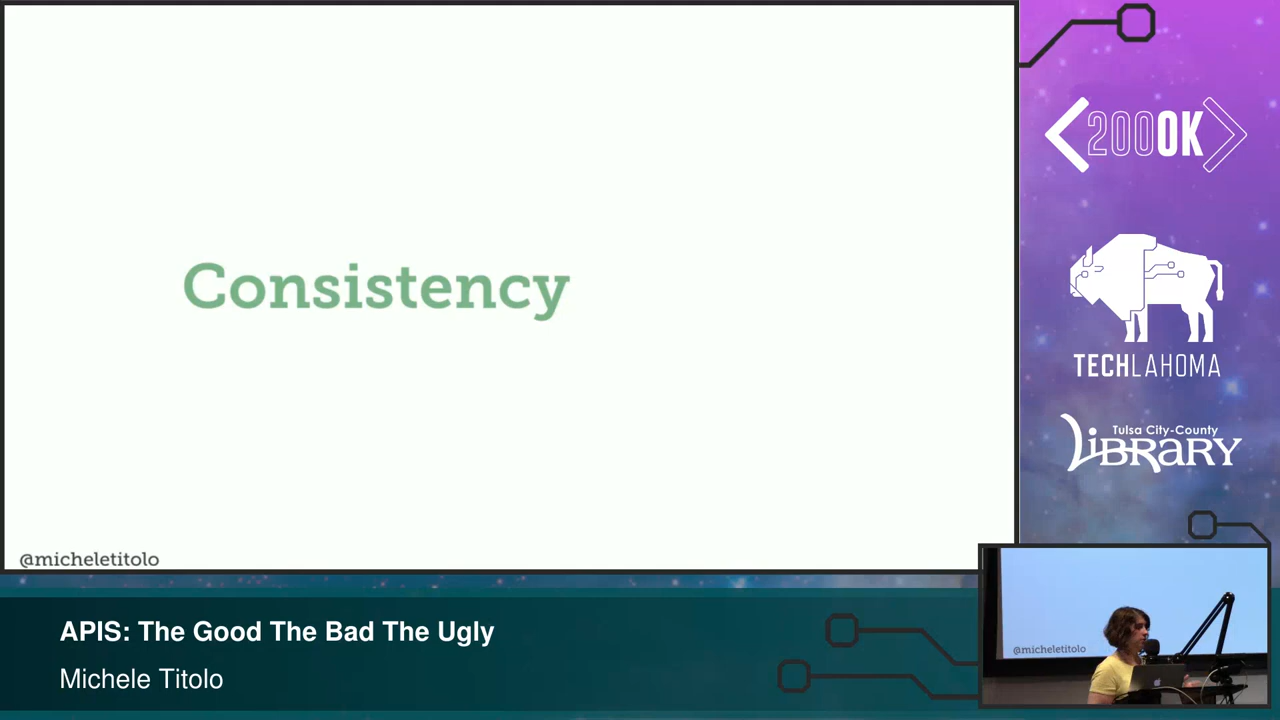 Consistency
@micheletitolo
200OK
TECHLAHOMA
Tulsa City-County
LiBRARY
@micheletitolo
APIS: The Good The Bad The Ugly
Michele Titolo